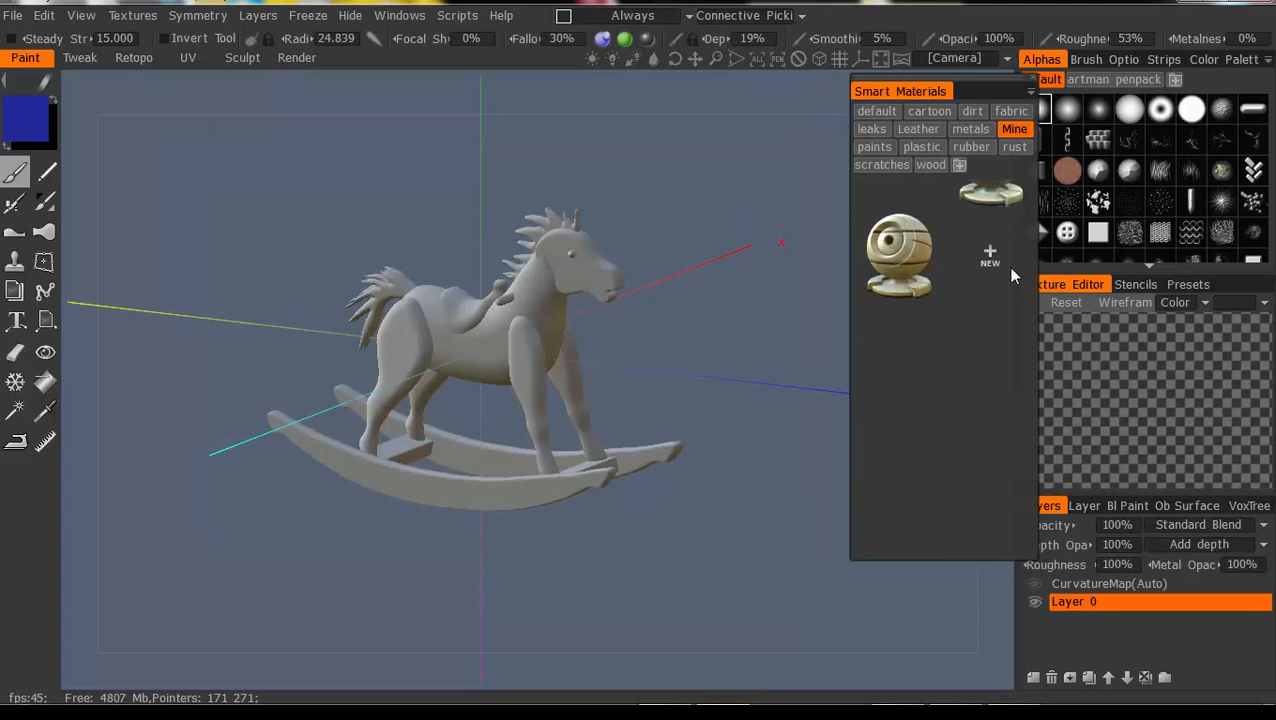 File Edit View Textures Symmetry Layers Freeze Hide Windows Scripts Help Always Connective Picki
Steady Str 15.000 Invert Tool Radi 24.839 Focal Sh 0% Fallo 30% Dep 19% Smoothi 5% Opaci 100% Roughne 53% Metalnes 0%
Paint Tweak Retopo UV Sculpt Render [Camera] Alphas Brush Optio Strips Color Palett
fault artman penpack
Smart Materials
default cartoon dirt fabric
leaks Leather metals Mine
paints plastic rubber rust
scratches wood
NEW
x
xture Editor Stencils Presets
Reset Wirefram Color
yers Layer Bl Paint Ob Surface VoxTree
pacity 100% Standard Blend
epth Opa 100% Add depth
Roughness 100% Metal Opac 100%
CurvatureMap(Auto)
Layer 0
fps:45; Free: 4807 Mb,Pointers: 171 271;